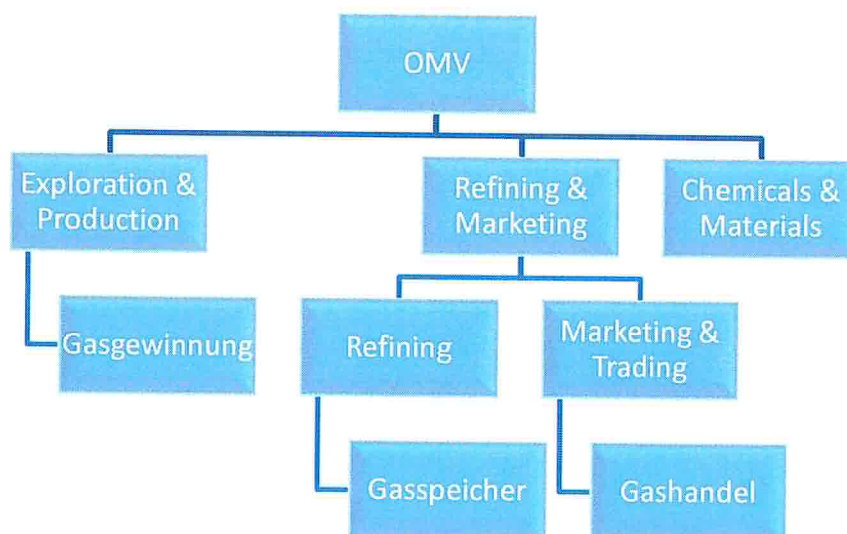 OMV
Exploration &
Production
Refining &
Marketing
Chemicals &
Materials
Gasgewinnung
Refining
Marketing &
Trading
Gasspeicher
Gashandel